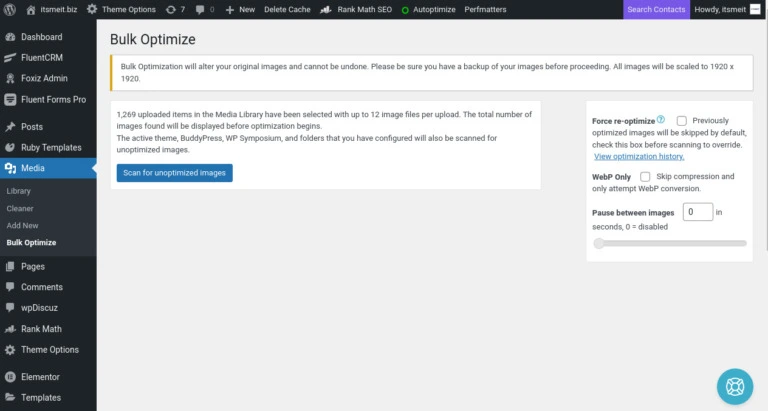 itsmeit.biz
Theme Options
7
0
New
Delete Cache
Rank Math SEO
Autoptimize
Perfmatters
Search Contacts
Howdy, itsmeit
Dashboard
FluentCRM
Foxiz Admin
Fluent Forms Pro
Posts
Ruby Templates
Media
Library
Cleaner
Add New
Bulk Optimize
Pages
Comments
wpDiscuz
Rank Math
Theme Options
Elementor
Templates
Bulk Optimize
Bulk Optimization will alter your original images and cannot be undone. Please be sure you have a backup of your images before proceeding. All images will be scaled to 1920 x
1920.
1,269 uploaded items in the Media Library have been selected with up to 12 image files per upload. The total number of
images found will be displayed before optimization begins.
The active theme, BuddyPress, WP Symposium, and folders that you have configured will also be scanned for
unoptimized images.
Scan for unoptimized images
Force re-optimize ? Previously
optimized images will be skipped by default,
check this box before scanning to override.
View optimization history.
WebP Only Skip compression and
only attempt WebP conversion.
Pause between images 0 in
seconds, 0 = disabled